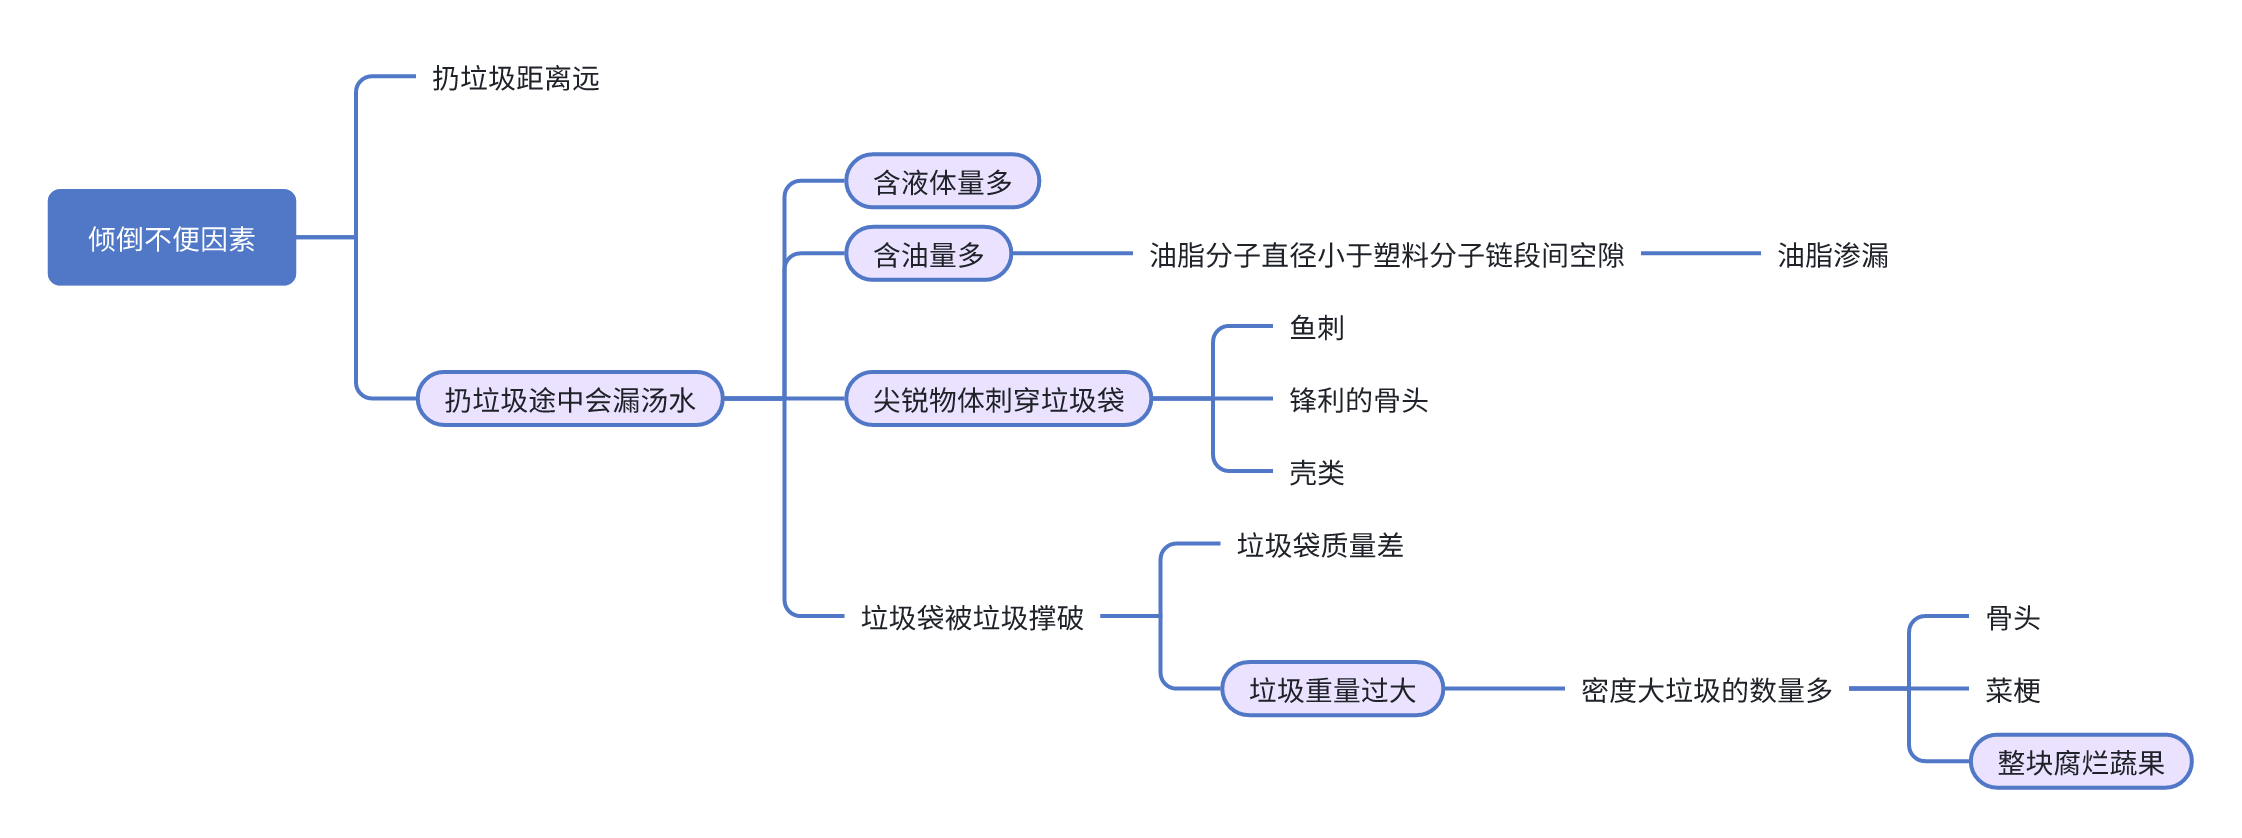 倾倒不便因素
扔垃圾距离远
扔垃圾途中会漏汤水
含液体量多
含油量多
油脂分子直径小于塑料分子链段间空隙
油脂渗漏
尖锐物体刺穿垃圾袋
鱼刺
锋利的骨头
壳类
垃圾袋被垃圾撑破
垃圾袋质量差
垃圾重量过大
密度大垃圾的数量多
骨头
菜梗
整块腐烂蔬果